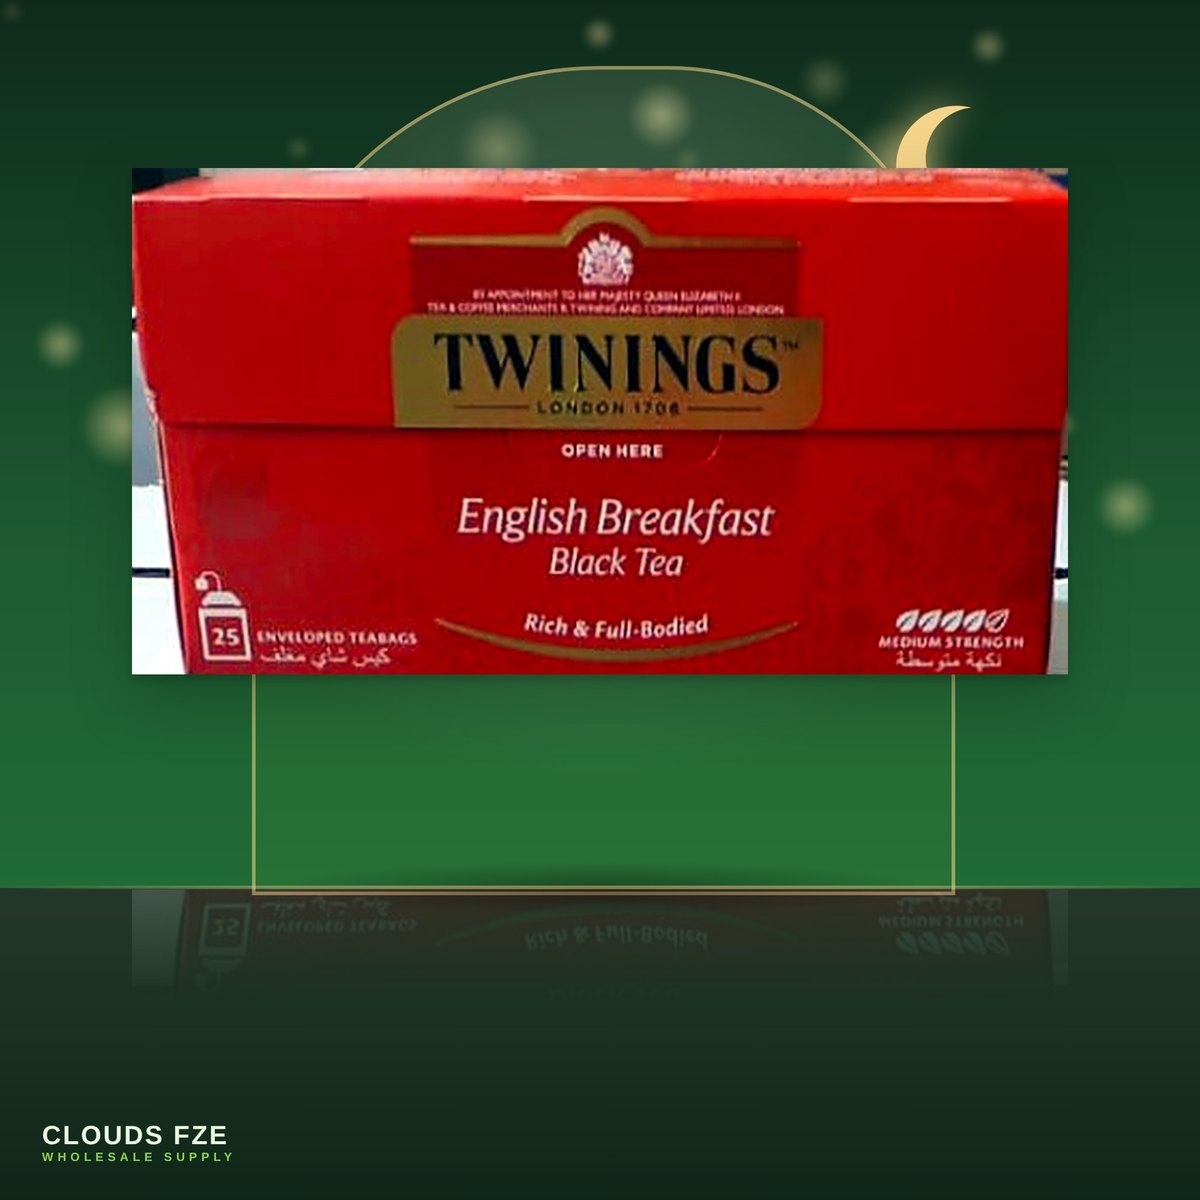 BY APPOINTMENT TO HER MAJESTY QUEEN ELIZABETH II
TEA & COFFEE MERCHANTS R. TWINING AND COMPANY LIMITED LONDON
TWININGS™
LONDON 1706
OPEN HERE
English Breakfast
Black Tea
Rich & Full-Bodied
25 ENVELOPED TEABAGS
كيس شاي مغلف
MEDIUM STRENGTH
نكهة متوسطة
CLOUDS FZE
WHOLESALE SUPPLY